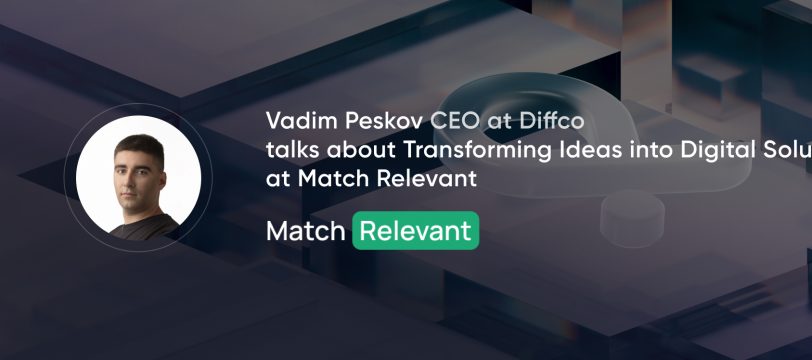 Vadim Peskov CEO at Diffco
talks about Transforming Ideas into Digital Solu
at Match Relevant
Match Relevant